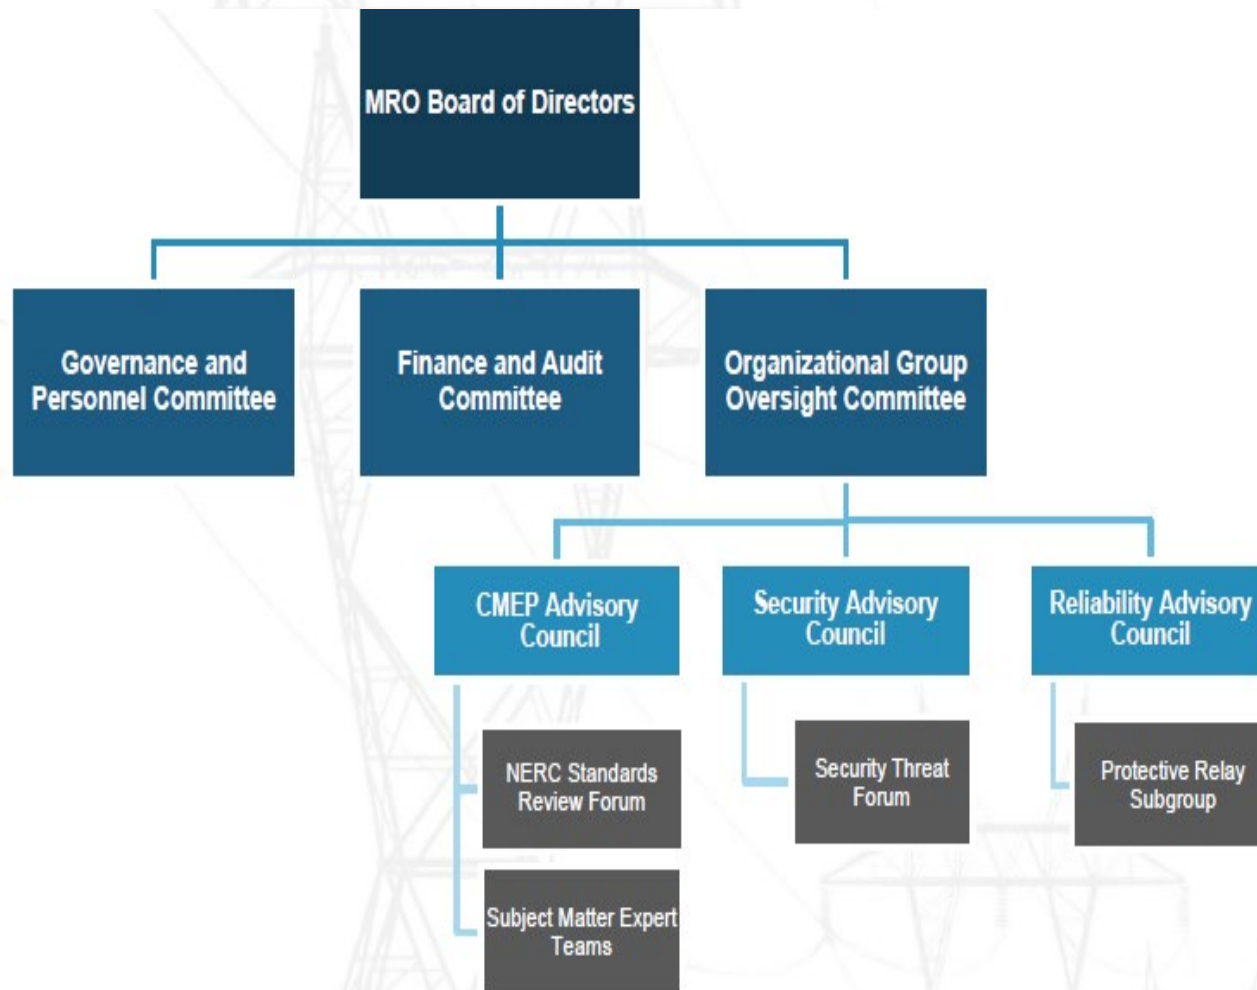 MRO Board of Directors
Governance and
Personnel Committee
Finance and Audit
Committee
Organizational Group
Oversight Committee
CMEP Advisory
Council
Security Advisory
Council
Reliability Advisory
Council
NERC Standards
Review Forum
Security Threat
Forum
Protective Relay
Subgroup
Subject Matter Expert
Teams